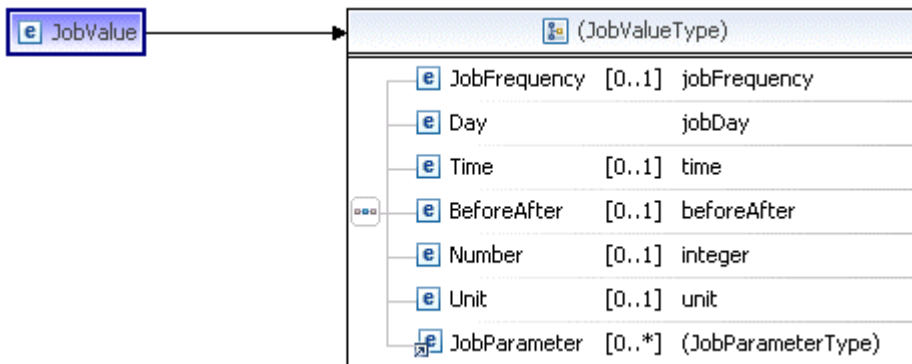 e JobValue
(JobValueType)
e JobFrequency [0..1] jobFrequency
e Day jobDay
e Time [0..1] time
e BeforeAfter [0..1] beforeAfter
e Number [0..1] integer
e Unit [0..1] unit
e JobParameter [0..*] (JobParameterType)